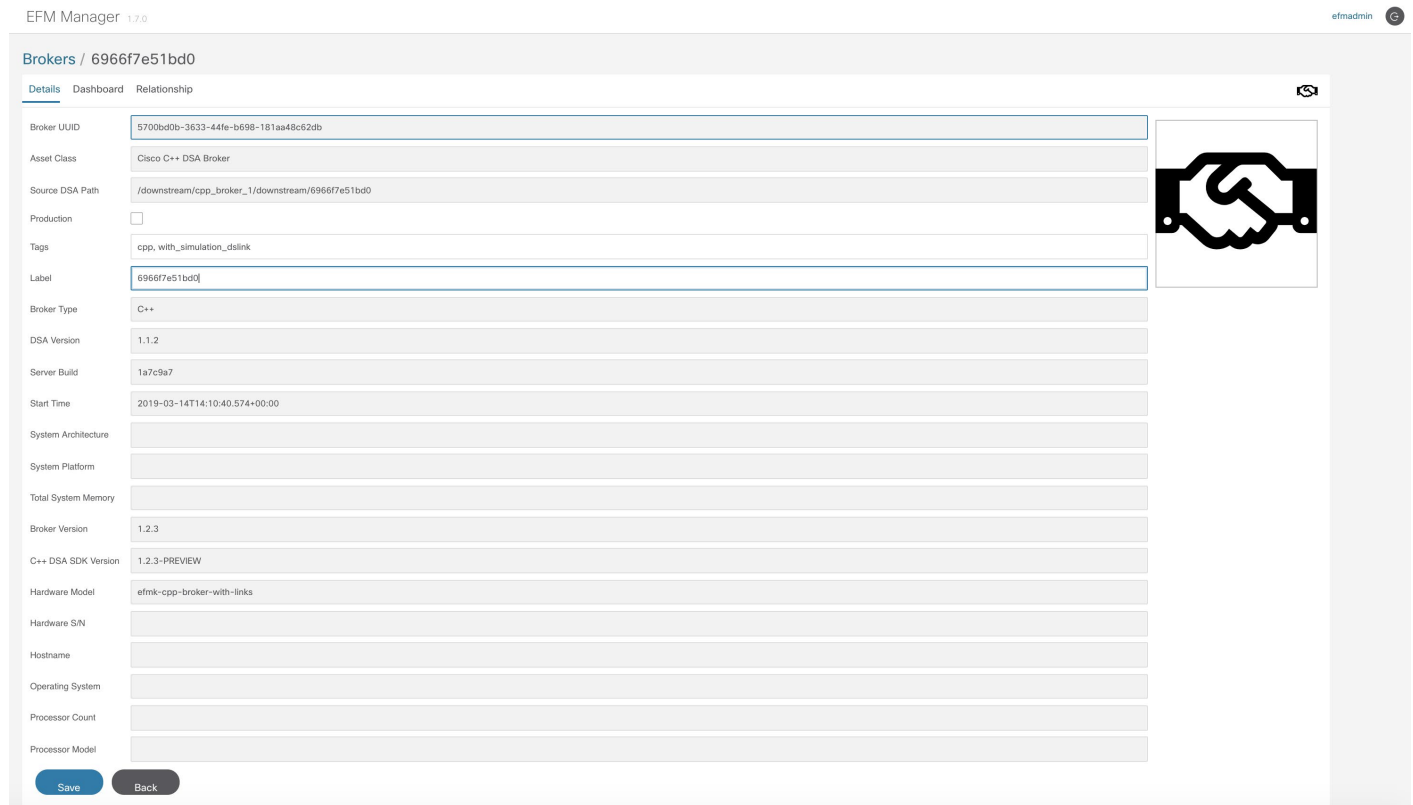 EFM Manager 1.7.0
efmadmin
Brokers / 6966f7e51bd0
Details Dashboard Relationship
Broker UUID 5700bd0b-3633-44fe-b698-181aa48c62db
Asset Class Cisco C++ DSA Broker
Source DSA Path /downstream/cpp_broker_1/downstream/6966f7e51bd0
Production
Tags cpp, with_simulation_dslink
Label 6966f7e51bd0
Broker Type C++
DSA Version 1.1.2
Server Build 1a7c9a7
Start Time 2019-03-14T14:10:40.574+00:00
System Architecture
System Platform
Total System Memory
Broker Version 1.2.3
C++ DSA SDK Version 1.2.3-PREVIEW
Hardware Model efmk-cpp-broker-with-links
Hardware S/N
Hostname
Operating System
Processor Count
Processor Model
Save Back